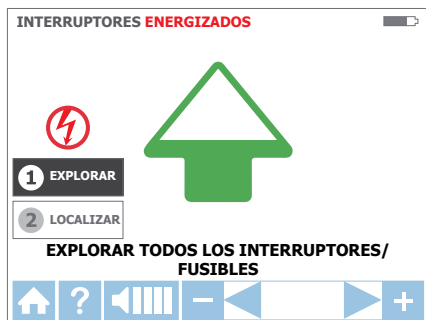 INTERRUPTORES ENERGIZADOS
1 EXPLORAR
2 LOCALIZAR
EXPLORAR TODOS LOS INTERRUPTORES/
FUSIBLES
? − +